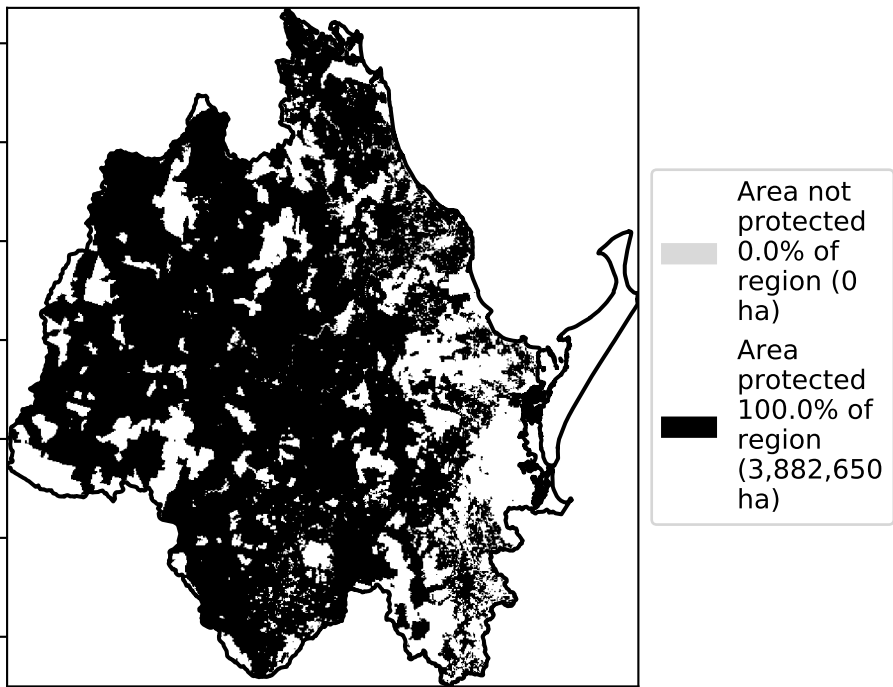 Area not
protected
0.0% of
region (0
ha)
Area
protected
100.0% of
region
(3,882,650
ha)